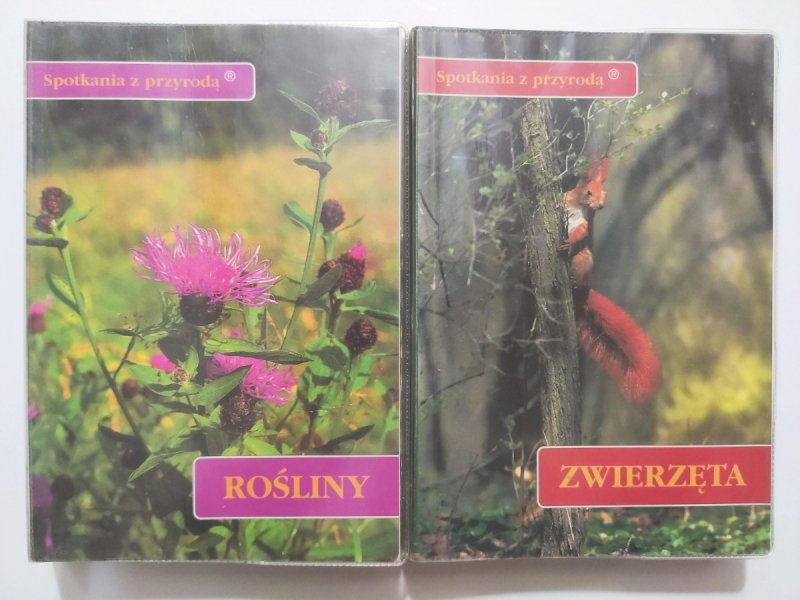 Spotkania z przyrodą®
ROŚLINY
Spotkania z przyrodą®
ZWIERZĘTA